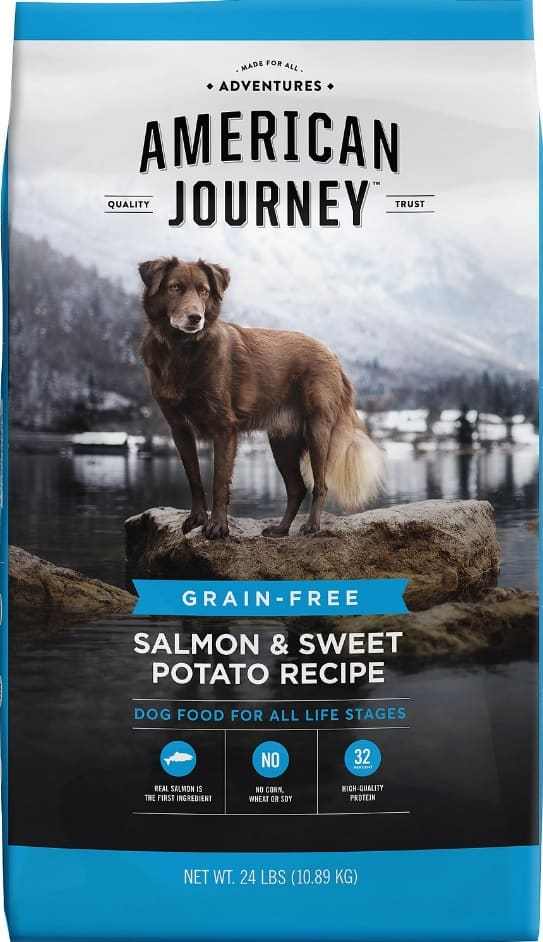 • MADE FOR ALL •
◆ ADVENTURES ◆
AMERICAN
QUALITY JOURNEY™ TRUST
GRAIN-FREE
SALMON & SWEET
POTATO RECIPE
DOG FOOD FOR ALL LIFE STAGES
REAL SALMON IS
THE FIRST INGREDIENT
NO
NO CORN,
WHEAT OR SOY
32
PERCENT
HIGH-QUALITY
PROTEIN
NET WT. 24 LBS (10.89 KG)